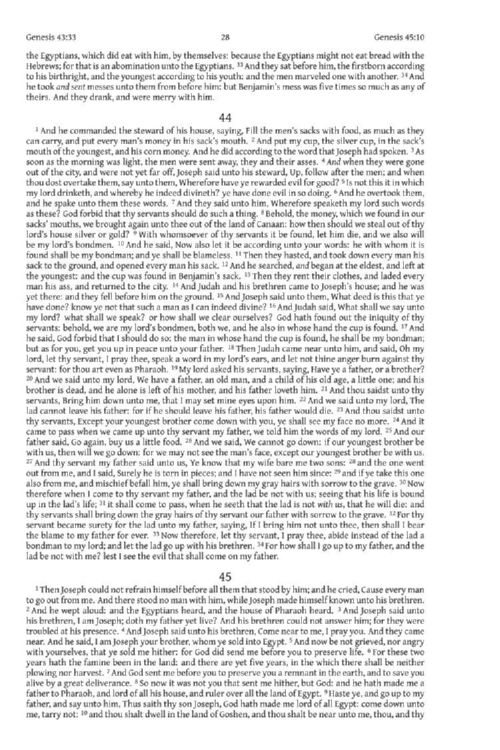 Genesis 43:33 28 Genesis 45:10
the Egyptians, which did eat with him, by themselves: because the Egyptians might not eat bread with the
Hebrews; for that is an abomination unto the Egyptians. 33 And they sat before him, the firstborn according
to his birthright, and the youngest according to his youth: and the men marveled one with another. 34 And
he took and sent messes unto them from before him: but Benjamin's mess was five times so much as any of
theirs. And they drank, and were merry with him.
44
1 And he commanded the steward of his house, saying, Fill the men's sacks with food, as much as they
can carry, and put every man's money in his sack's mouth. 2 And put my cup, the silver cup, in the sack's
mouth of the youngest, and his corn money. And he did according to the word that Joseph had spoken. 3 As
soon as the morning was light, the men were sent away, they and their asses. 4 And when they were gone
out of the city, and were not yet far off, Joseph said unto his steward, Up, follow after the men; and when
thou dost overtake them, say unto them, Wherefore have ye rewarded evil for good? 5 Is not this it in which
my lord drinketh, and whereby he indeed divineth? ye have done evil in so doing. 6 And he overtook them,
and he spake unto them these words. 7 And they said unto him, Wherefore speaketh my lord such words
as these? God forbid that thy servants should do such a thing. 8 Behold, the money, which we found in our
sacks' mouths, we brought again unto thee out of the land of Canaan: how then should we steal out of thy
lord's house silver or gold? 9 With whomsoever of thy servants it be found, let him die, and we also will
be my lord's bondmen. 10 And he said, Now also let it be according unto your words: he with whom it is
found shall be my bondman; and ye shall be blameless. 11 Then they hasted, and took down every man his
sack to the ground, and opened every man his sack. 12 And he searched, and began at the eldest, and left at
the youngest: and the cup was found in Benjamin's sack. 13 Then they rent their clothes, and laded every
man his ass, and returned to the city. 14 And Judah and his brethren came to Joseph's house; and he was
yet there: and they fell before him on the ground. 15 And Joseph said unto them, What deed is this that ye
have done? know ye not that such a man as I can indeed divine? 16 And Judah said, What shall we say unto
my lord? what shall we speak? or how shall we clear ourselves? God hath found out the iniquity of thy
servants: behold, we are my lord's bondmen, both we, and he also in whose hand the cup is found. 17 And
he said, God forbid that I should do so: the man in whose hand the cup is found, he shall be my bondman;
but as for you, get you up in peace unto your father. 18 Then Judah came near unto him, and said, Oh my
lord, let thy servant, I pray thee, speak a word in my lord's ears, and let not thine anger burn against thy
servant: for thou art even as Pharaoh. 19 My lord asked his servants, saying, Have ye a father, or a brother?
20 And we said unto my lord, We have a father, an old man, and a child of his old age, a little one; and his
brother is dead, and he alone is left of his mother, and his father loveth him. 21 And thou saidst unto thy
servants, Bring him down unto me, that I may set mine eyes upon him. 22 And we said unto my lord, The
lad cannot leave his father: for if he should leave his father, his father would die. 23 And thou saidst unto
thy servants, Except your youngest brother come down with you, ye shall see my face no more. 24 And it
came to pass when we came up unto thy servant my father, we told him the words of my lord. 25 And our
father said, Go again, buy us a little food. 26 And we said, We cannot go down: if our youngest brother be
with us, then will we go down: for we may not see the man's face, except our youngest brother be with us.
27 And thy servant my father said unto us, Ye know that my wife bare me two sons: 28 and the one went
out from me, and I said, Surely he is torn in pieces; and I have not seen him since: 29 and if ye take this one
also from me, and mischief befall him, ye shall bring down my gray hairs with sorrow to the grave. 30 Now
therefore when I come to thy servant my father, and the lad be not with us; seeing that his life is bound
up in the lad's life; 31 it shall come to pass, when he seeth that the lad is not with us, that he will die: and
thy servants shall bring down the gray hairs of thy servant our father with sorrow to the grave. 32 For thy
servant became surety for the lad unto my father, saying, If I bring him not unto thee, then shall I bear
the blame to my father for ever. 33 Now therefore, let thy servant, I pray thee, abide instead of the lad a
bondman to my lord; and let the lad go up with his brethren. 34 For how shall I go up to my father, and the
lad be not with me? lest I see the evil that shall come on my father.
45
1 Then Joseph could not refrain himself before all them that stood by him; and he cried, Cause every man
to go out from me. And there stood no man with him, while Joseph made himself known unto his brethren.
2 And he wept aloud: and the Egyptians heard, and the house of Pharaoh heard. 3 And Joseph said unto
his brethren, I am Joseph; doth my father yet live? And his brethren could not answer him; for they were
troubled at his presence. 4 And Joseph said unto his brethren, Come near to me, I pray you. And they came
near. And he said, I am Joseph your brother, whom ye sold into Egypt. 5 And now be not grieved, nor angry
with yourselves, that ye sold me hither: for God did send me before you to preserve life. 6 For these two
years hath the famine been in the land: and there are yet five years, in the which there shall be neither
plowing nor harvest. 7 And God sent me before you to preserve you a remnant in the earth, and to save you
alive by a great deliverance. 8 So now it was not you that sent me hither, but God: and he hath made me a
father to Pharaoh, and lord of all his house, and ruler over all the land of Egypt. 9 Haste ye, and go up to my
father, and say unto him, Thus saith thy son Joseph, God hath made me lord of all Egypt: come down unto
me, tarry not: 10 and thou shalt dwell in the land of Goshen, and thou shalt be near unto me, thou, and thy